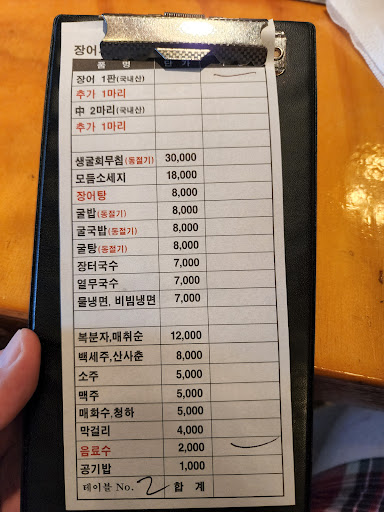 장어
품 명 단 가
장어 1판(국내산)
추가 1마리
中 2마리(국내산)
추가 1마리
생굴회무침(동절기) 30,000
모듬소세지 18,000
장어탕 8,000
굴밥(동절기) 8,000
굴국밥(동절기) 8,000
굴탕(동절기) 8,000
장터국수 7,000
열무국수 7,000
물냉면, 비빔냉면 7,000
복분자,매취순 12,000
백세주,산사춘 8,000
소주 5,000
맥주 5,000
매화수,청하 5,000
막걸리 4,000
음료수 2,000
공기밥 1,000
테이블 No. 2 합 계